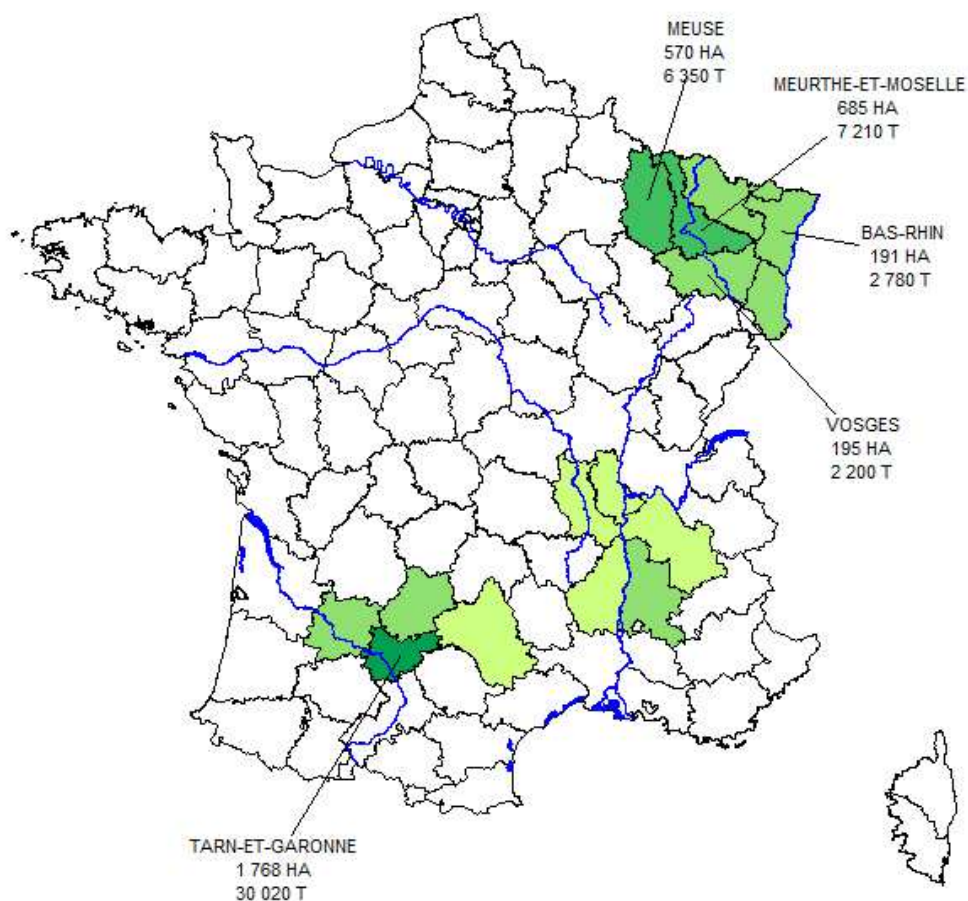 MEUSE
570 HA
6 350 T
MEURTHE-ET-MOSELLE
685 HA
7 210 T
BAS-RHIN
191 HA
2 780 T
VOSGES
195 HA
2 200 T
TARN-ET-GARONNE
1 768 HA
30 020 T